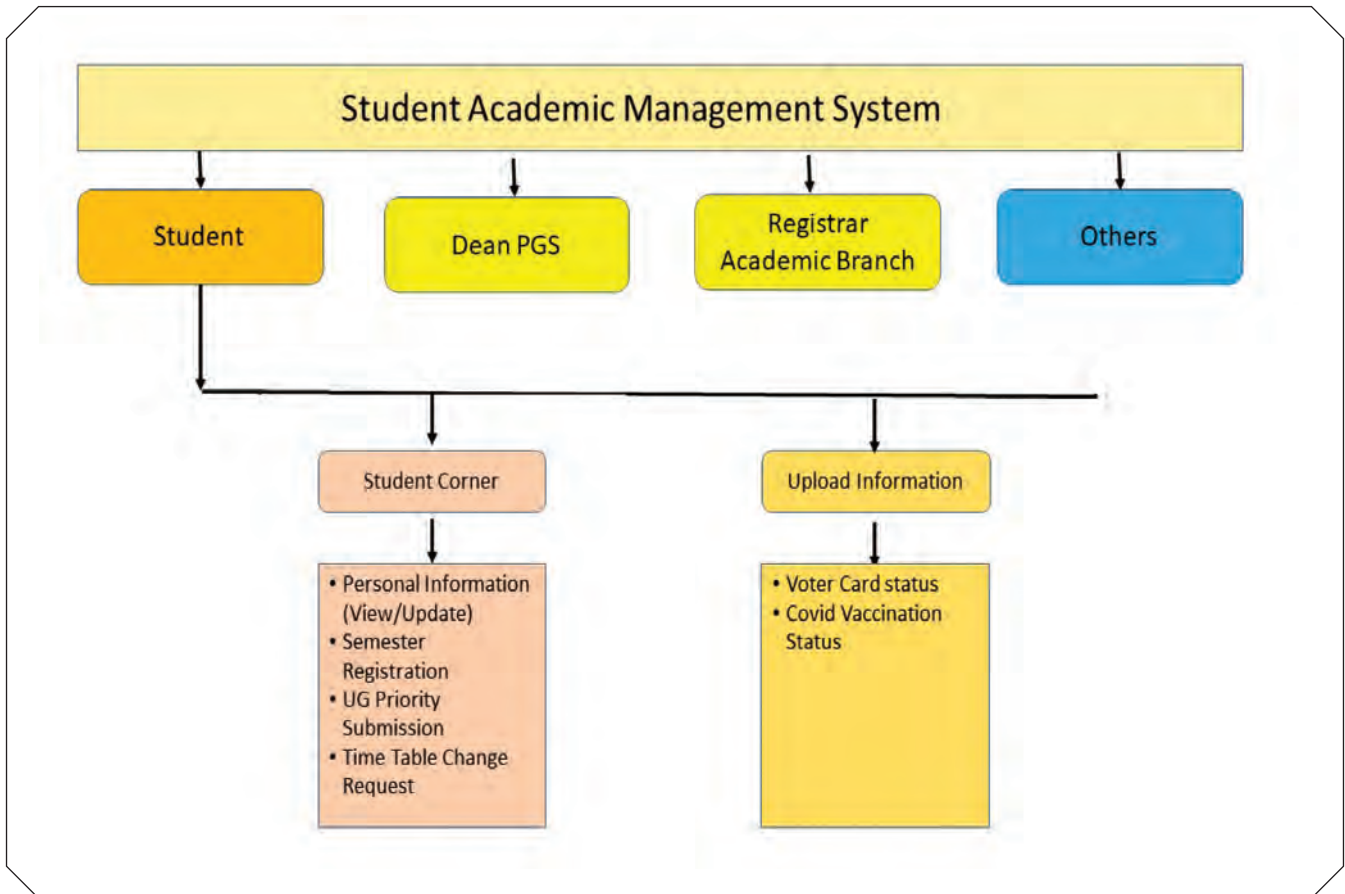 Student Academic Management System
Student
Dean PGS
Registrar
Academic Branch
Others
Student Corner
Upload Information
• Personal Information
(View/Update)
• Semester
Registration
• UG Priority
Submission
• Time Table Change
Request
• Voter Card status
• Covid Vaccination
Status